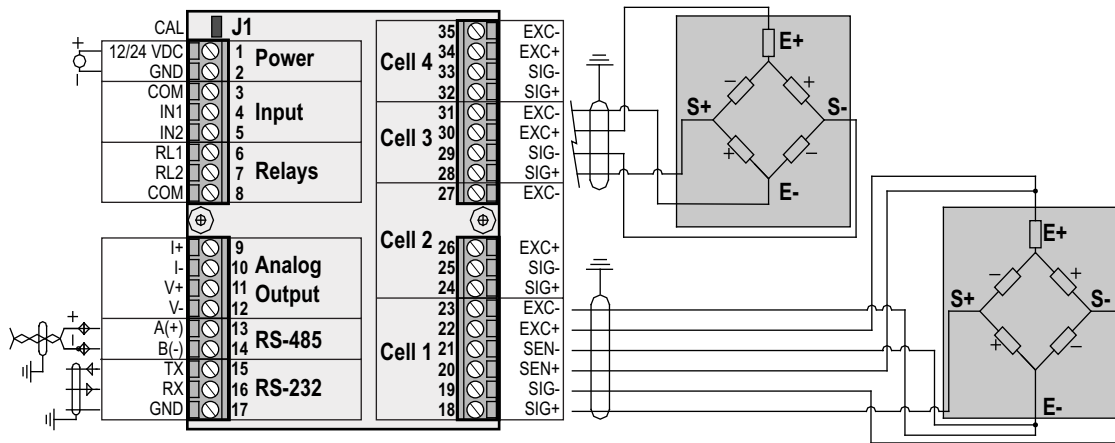 CAL J1
12/24 VDC 1 Power
GND 2
COM 3
IN1 4 Input
IN2 5
RL1 6
RL2 7 Relays
COM 8
I+ 9
I- 10 Analog
V+ 11 Output
V- 12
A(+) 13 RS-485
B(-) 14
TX 15
RX 16 RS-232
GND 17
35 EXC-
Cell 4 34 EXC+
33 SIG-
32 SIG+
31 EXC-
Cell 3 30 EXC+
29 SIG-
28 SIG+
27 EXC-
Cell 2 26 EXC+
25 SIG-
24 SIG+
23 EXC-
22 EXC+
Cell 1 21 SEN-
20 SEN+
19 SIG-
18 SIG+
+
−
+
−
E+
− +
S+ S-
+ −
E-
E+
− +
S+ S-
+ −
E-